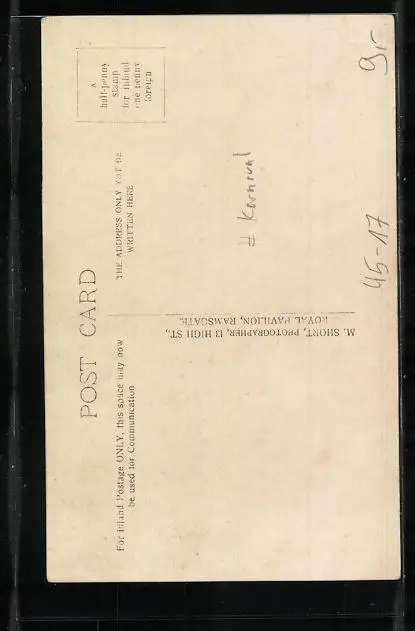 POST CARD
A
half-penny
stamp
for inland
one penny
foreign
For inland Postage ONLY, this space may now
be used for Communication
THE ADDRESS ONLY TO BE
WRITTEN HERE
M. SHORT, PHOTOGRAPHER, 13 HIGH ST.,
ROYAL PAVILION, RAMSGATE.
# Karneval
45-17
9,-